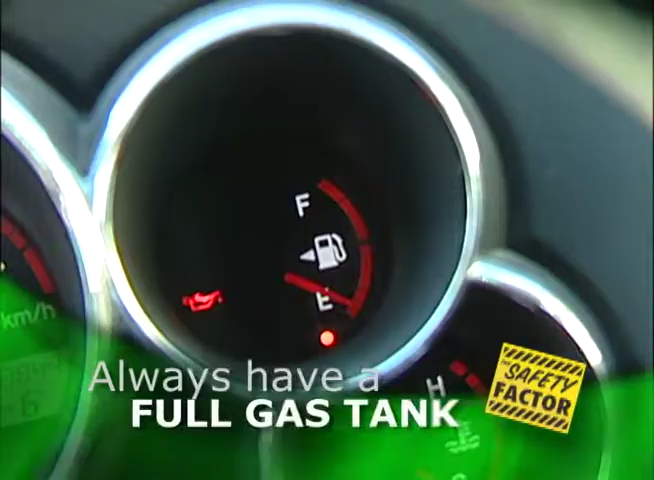 F
E
km/h
H
Always have a
FULL GAS TANK
SAFETY
FACTOR